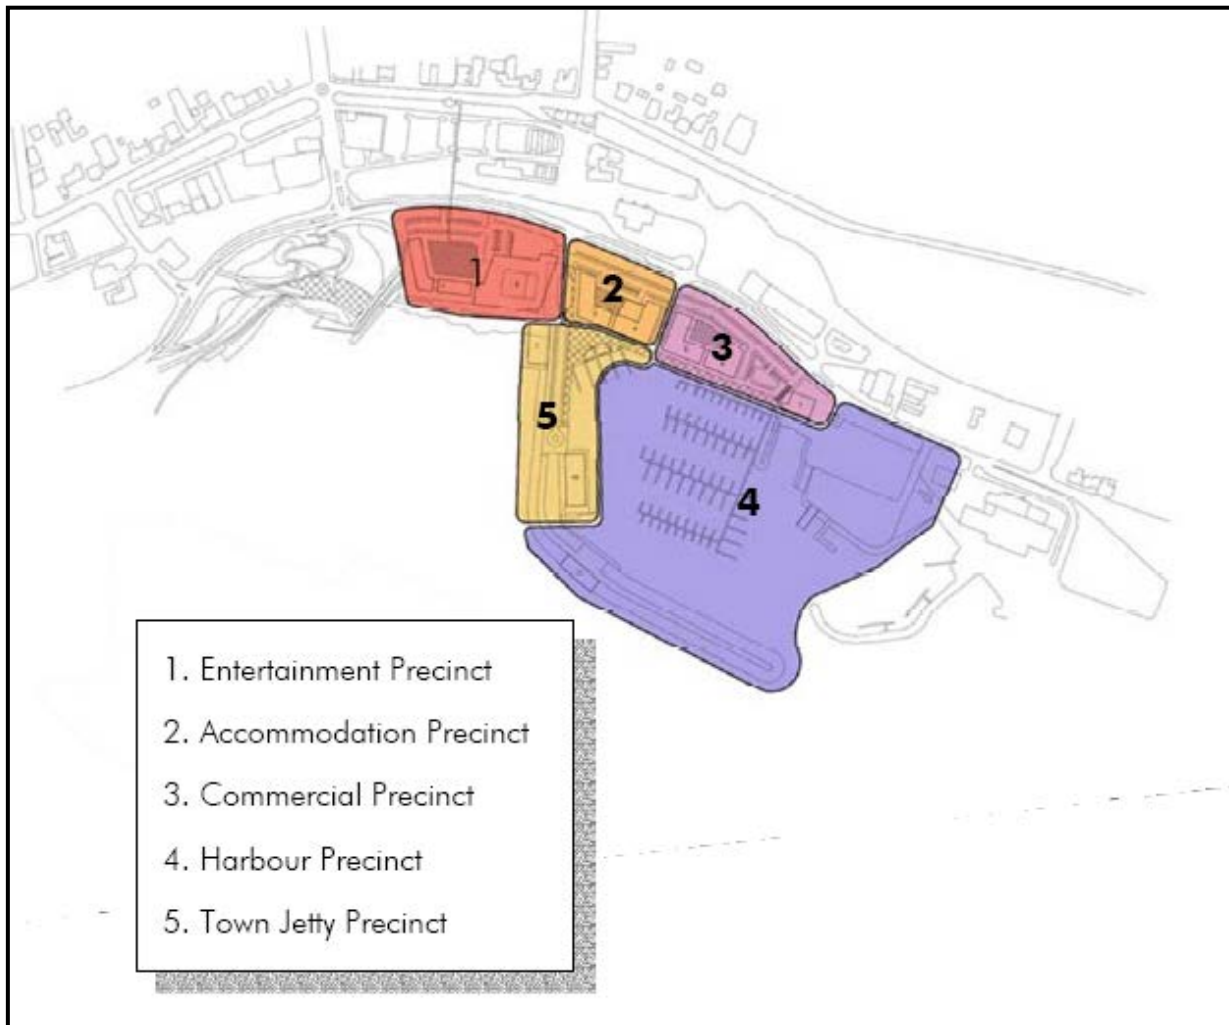 1
2
3
5
4
1. Entertainment Precinct
2. Accommodation Precinct
3. Commercial Precinct
4. Harbour Precinct
5. Town Jetty Precinct